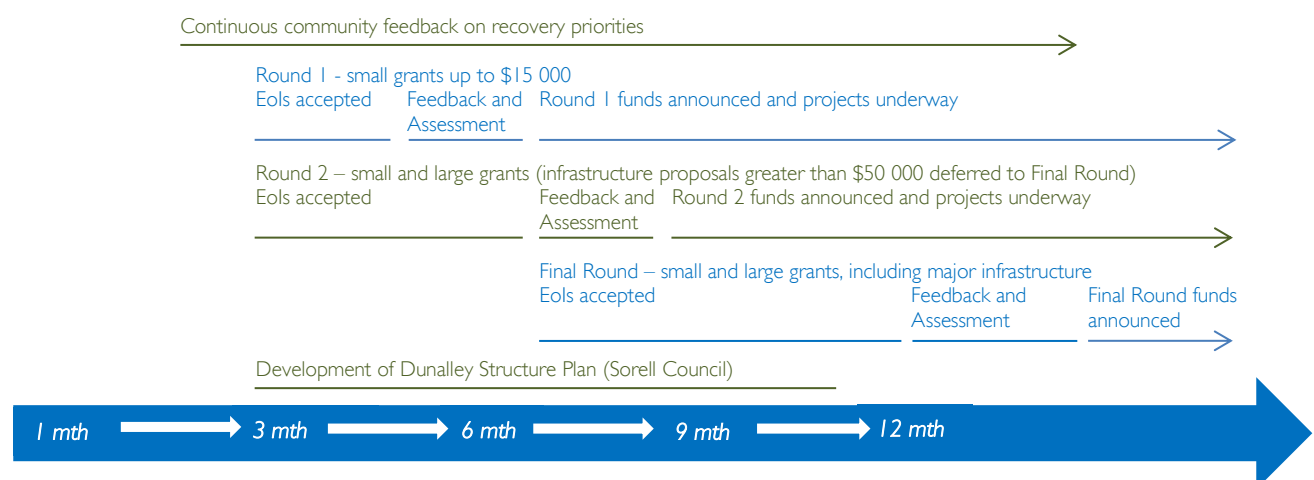 Continuous community feedback on recovery priorities
Round 1 - small grants up to $15 000
EoIs accepted
Feedback and
Assessment
Round 1 funds announced and projects underway
Round 2 – small and large grants (infrastructure proposals greater than $50 000 deferred to Final Round)
EoIs accepted
Feedback and
Assessment
Round 2 funds announced and projects underway
Final Round – small and large grants, including major infrastructure
EoIs accepted
Feedback and
Assessment
Final Round funds
announced
Development of Dunalley Structure Plan (Sorell Council)
1 mth
3 mth
6 mth
9 mth
12 mth